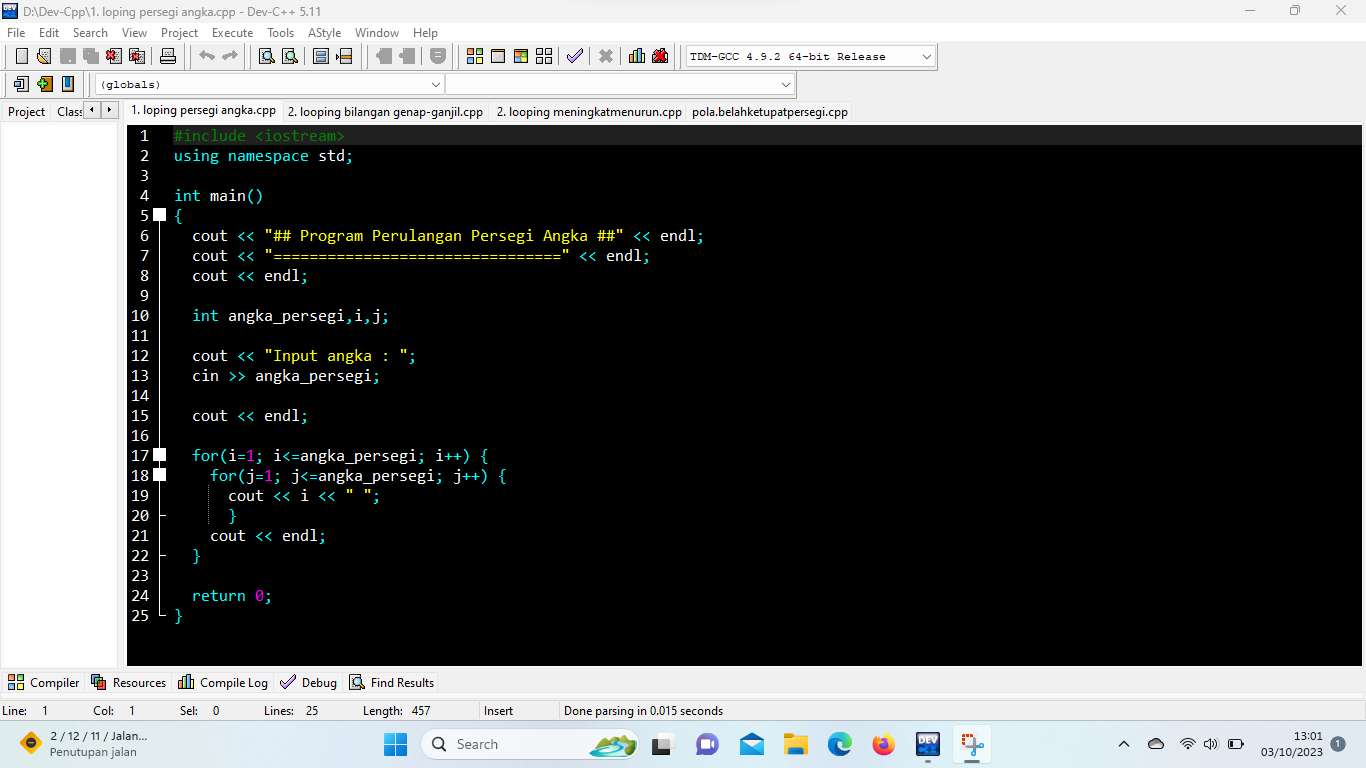 D:\Dev-Cpp\1. loping persegi angka.cpp - Dev-C++ 5.11
File Edit Search View Project Execute Tools AStyle Window Help
TDM-GCC 4.9.2 64-bit Release
(globals)
Project Clas
1. loping persegi angka.cpp 2. looping bilangan genap-ganjil.cpp 2. looping meningkatmenurun.cpp pola.belahketupatpersegi.cpp
1 #include <iostream>
2 using namespace std;
3
4 int main()
5 {
6 cout << "## Program Perulangan Persegi Angka ##" << endl;
7 cout << "================================" << endl;
8 cout << endl;
9
10 int angka_persegi,i,j;
11
12 cout << "Input angka : ";
13 cin >> angka_persegi;
14
15 cout << endl;
16
17 for(i=1; i<=angka_persegi; i++) {
18 for(j=1; j<=angka_persegi; j++) {
19 cout << i << " ";
20 }
21 cout << endl;
22 }
23
24 return 0;
25 }
Compiler Resources Compile Log Debug Find Results
Line: 1 Col: 1 Sel: 0 Lines: 25 Length: 457 Insert Done parsing in 0.015 seconds
2 / 12 / 11 / Jalan...
Penutupan jalan
Search
DEV
13:01
03/10/2023
1